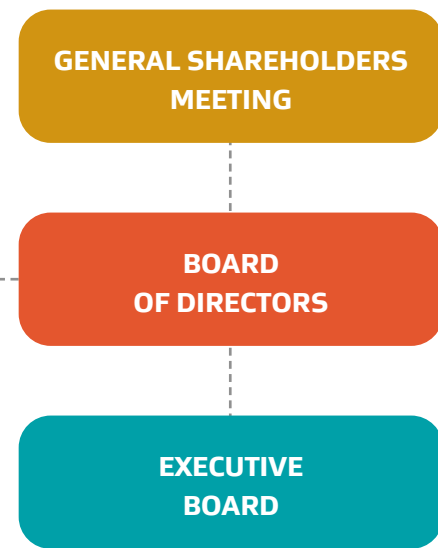 GENERAL SHAREHOLDERS
MEETING
BOARD
OF DIRECTORS
EXECUTIVE
BOARD